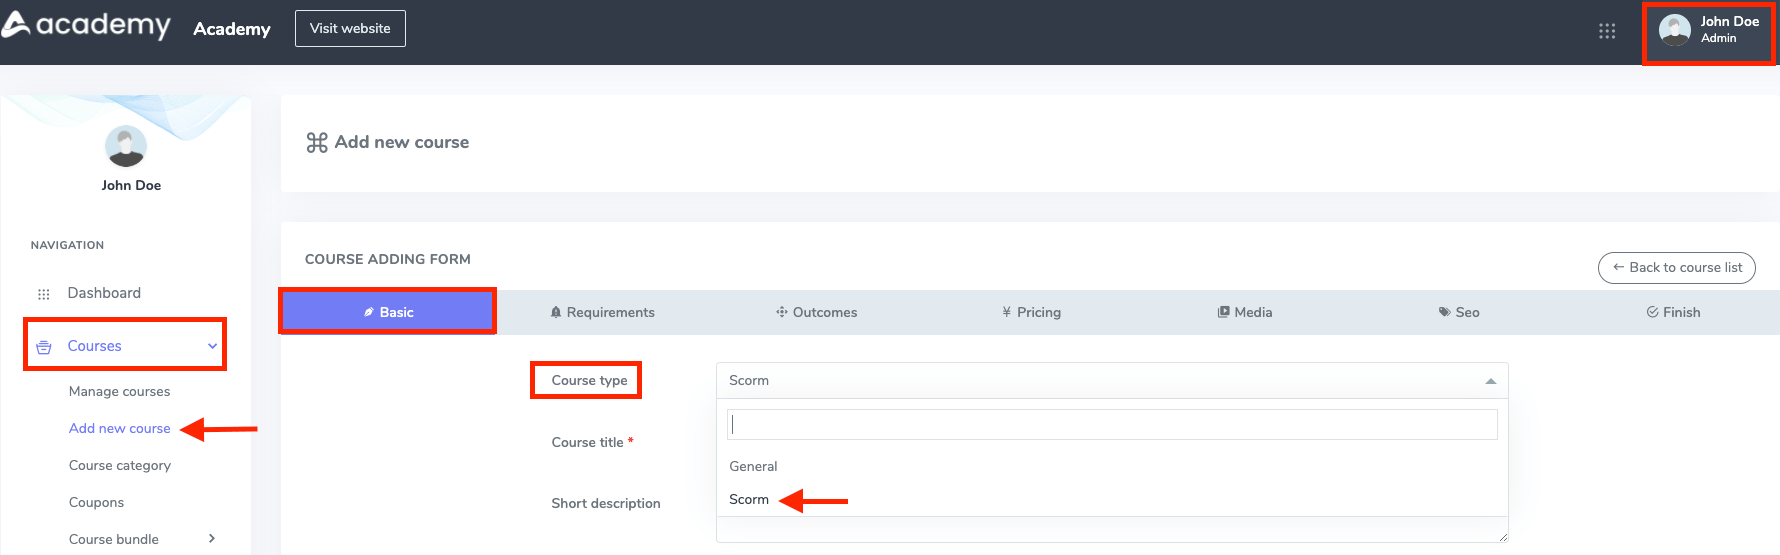 academy
Academy
Visit website
John Doe
Admin
John Doe
NAVIGATION
Dashboard
Courses
Manage courses
Add new course
Course category
Coupons
Course bundle
Add new course
COURSE ADDING FORM
← Back to course list
Basic
Requirements
Outcomes
¥ Pricing
Media
Seo
Finish
Course type
Scorm
Course title *
General
Scorm
Short description